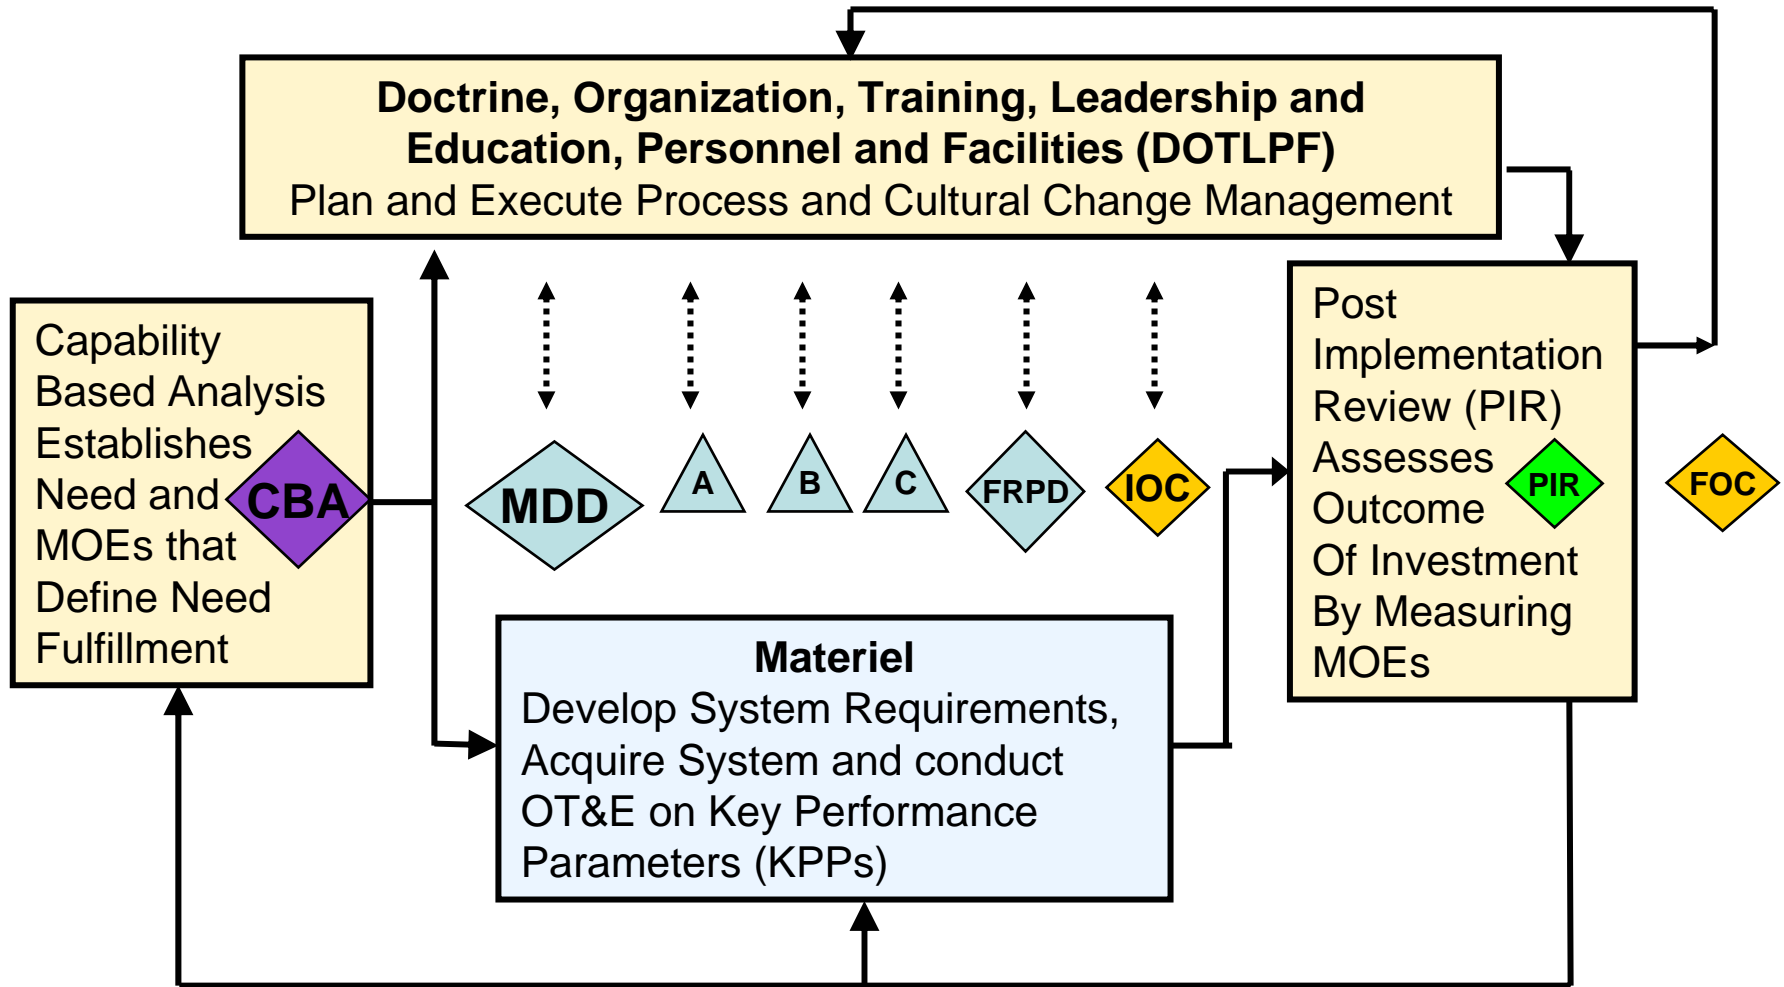 Doctrine, Organization, Training, Leadership and
Education, Personnel and Facilities (DOTLPF)
Plan and Execute Process and Cultural Change Management
Capability
Based Analysis
Establishes
Need and
MOEs that
Define Need
Fulfillment
CBA
MDD
A
B
C
FRPD
IOC
Post
Implementation
Review (PIR)
Assesses
Outcome
Of Investment
By Measuring
MOEs
PIR
FOC
Materiel
Develop System Requirements,
Acquire System and conduct
OT&E on Key Performance
Parameters (KPPs)